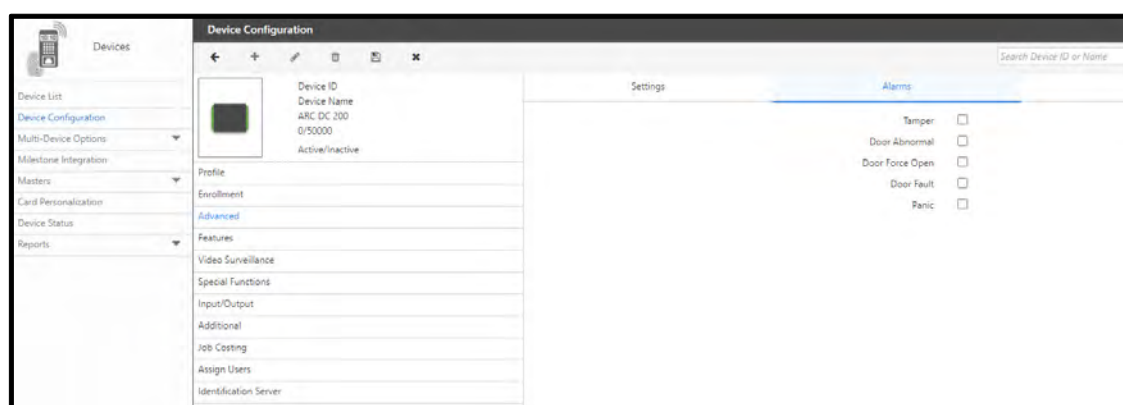 Devices
Device List
Device Configuration
Multi-Device Options
Milestone Integration
Masters
Card Personalization
Device Status
Reports
Device Configuration
Search Device ID or Name
Device ID
Device Name
ARC DC 200
0/50000
Active/Inactive
Profile
Enrollment
Advanced
Features
Video Surveillance
Special Functions
Input/Output
Additional
Job Costing
Assign Users
Identification Server
Settings
Alarms
Tamper
Door Abnormal
Door Force Open
Door Fault
Panic